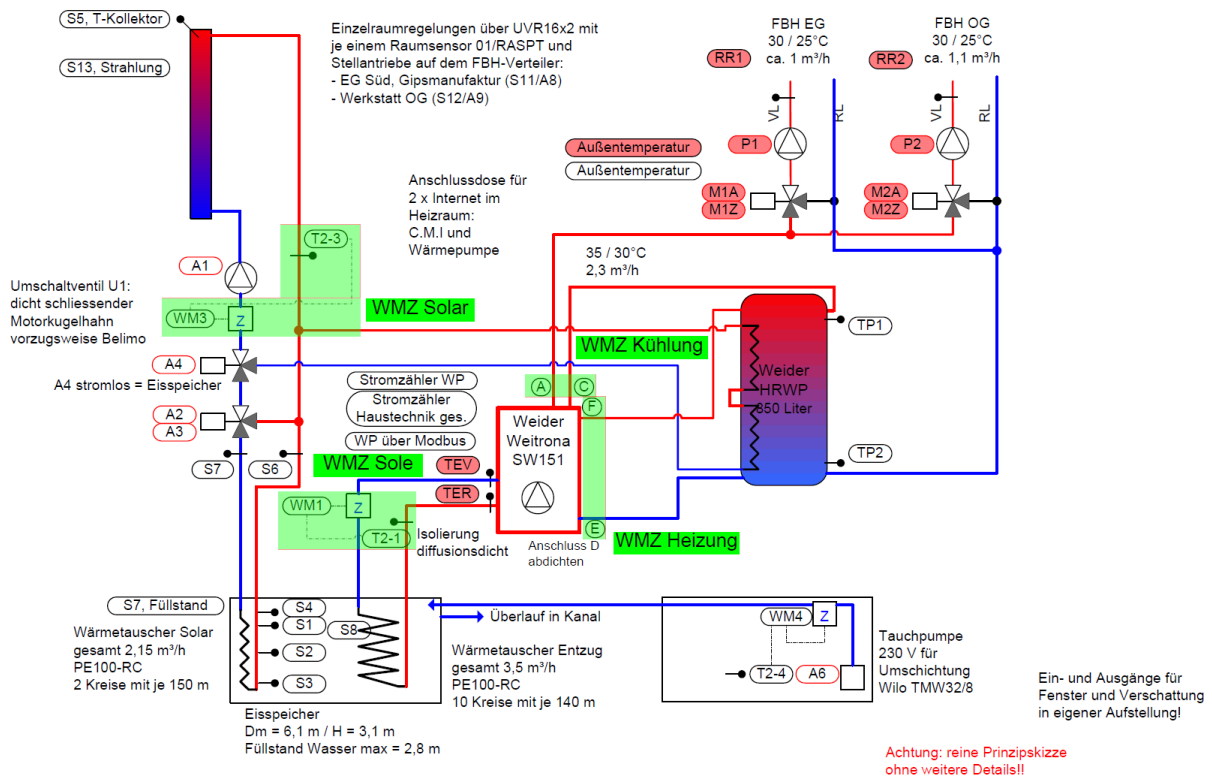 S5, T-Kollektor
S13, Strahlung
Einzelraumregelungen über UVR16x2 mit
je einem Raumsensor 01/RASPT und
Stellantriebe auf dem FBH-Verteiler:
- EG Süd, Gipsmanufaktur (S11/A8)
- Werkstatt OG (S12/A9)
FBH EG
30 / 25°C
ca. 1 m³/h
RR1
FBH OG
30 / 25°C
ca. 1,1 m³/h
RR2
VL
RL
VL
RL
P1
P2
Außentemperatur
Außentemperatur
M1A
M1Z
M2A
M2Z
Anschlussdose für
2 x Internet im
Heizraum:
C.M.I und
Wärmepumpe
T2-3
A1
35 / 30°C
2,3 m³/h
Umschaltventil U1:
dicht schliessender
Motorkugelhahn
vorzugsweise Belimo
WM3
Z
WMZ Solar
WMZ Kühlung
TP1
A4
A4 stromlos = Eisspeicher
Stromzähler WP
Stromzähler
Haustechnik ges.
WP über Modbus
A
C
F
Weider
HRWP
850 Liter
A2
A3
Weider
Weitrona
SW151
S7
S6
WMZ Sole
TEV
TER
TP2
WM1
Z
T2-1
Isolierung
diffusionsdicht
E
Anschluss D
abdichten
WMZ Heizung
S7, Füllstand
S4
S1
S2
S3
S8
Überlauf in Kanal
Wärmetauscher Solar
gesamt 2,15 m³/h
PE100-RC
2 Kreise mit je 150 m
Wärmetauscher Entzug
gesamt 3,5 m³/h
PE100-RC
10 Kreise mit je 140 m
WM4
Z
T2-4
A6
Tauchpumpe
230 V für
Umschichtung
Wilo TMW32/8
Eisspeicher
Dm = 6,1 m / H = 3,1 m
Füllstand Wasser max = 2,8 m
Ein- und Ausgänge für
Fenster und Verschattung
in eigener Aufstellung!
Achtung: reine Prinzipskizze
ohne weitere Details!!